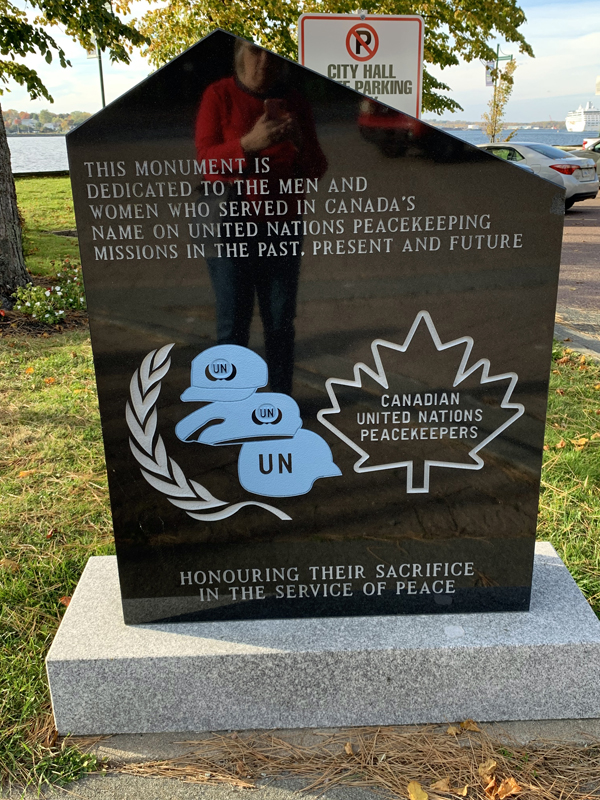 P
CITY HALL
PARKING
THIS MONUMENT IS
DEDICATED TO THE MEN AND
WOMEN WHO SERVED IN CANADA'S
NAME ON UNITED NATIONS PEACEKEEPING
MISSIONS IN THE PAST, PRESENT AND FUTURE
UN
UN
UN
CANADIAN
UNITED NATIONS
PEACEKEEPERS
HONOURING THEIR SACRIFICE
IN THE SERVICE OF PEACE